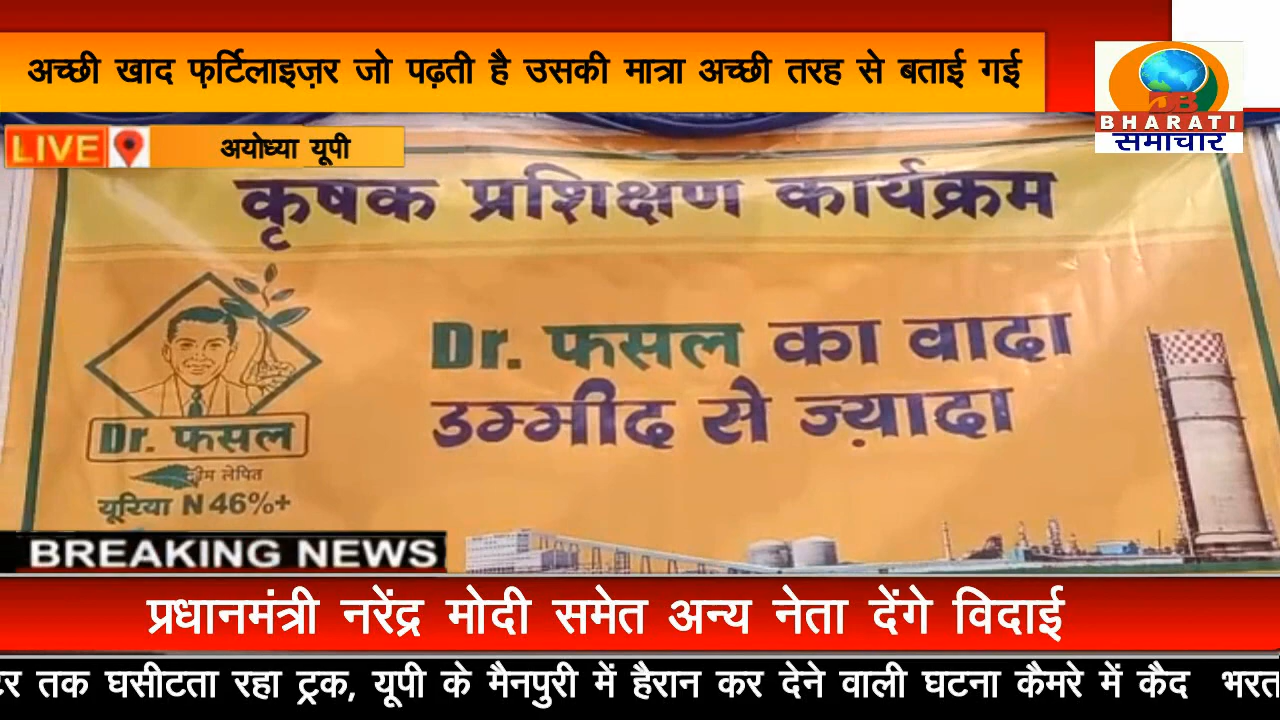 अच्छी खाद फ़र्टिलाइज़र जो पढ़ती है उसकी मात्रा अच्छी तरह से बताई गई
BHARATI
समाचार
LIVE
अयोध्या यूपी
कृषक प्रशिक्षण कार्यक्रम
Dr. फसल का वादा
उम्मीद से ज्यादा
Dr. फसल
नीम लेपित
यूरिया N 46%+
BREAKING NEWS
प्रधानमंत्री नरेंद्र मोदी समेत अन्य नेता देंगे विदाई
तक घसीटता रहा ट्रक, यूपी के मैनपुरी में हैरान कर देने वाली घटना कैमरे में कैद